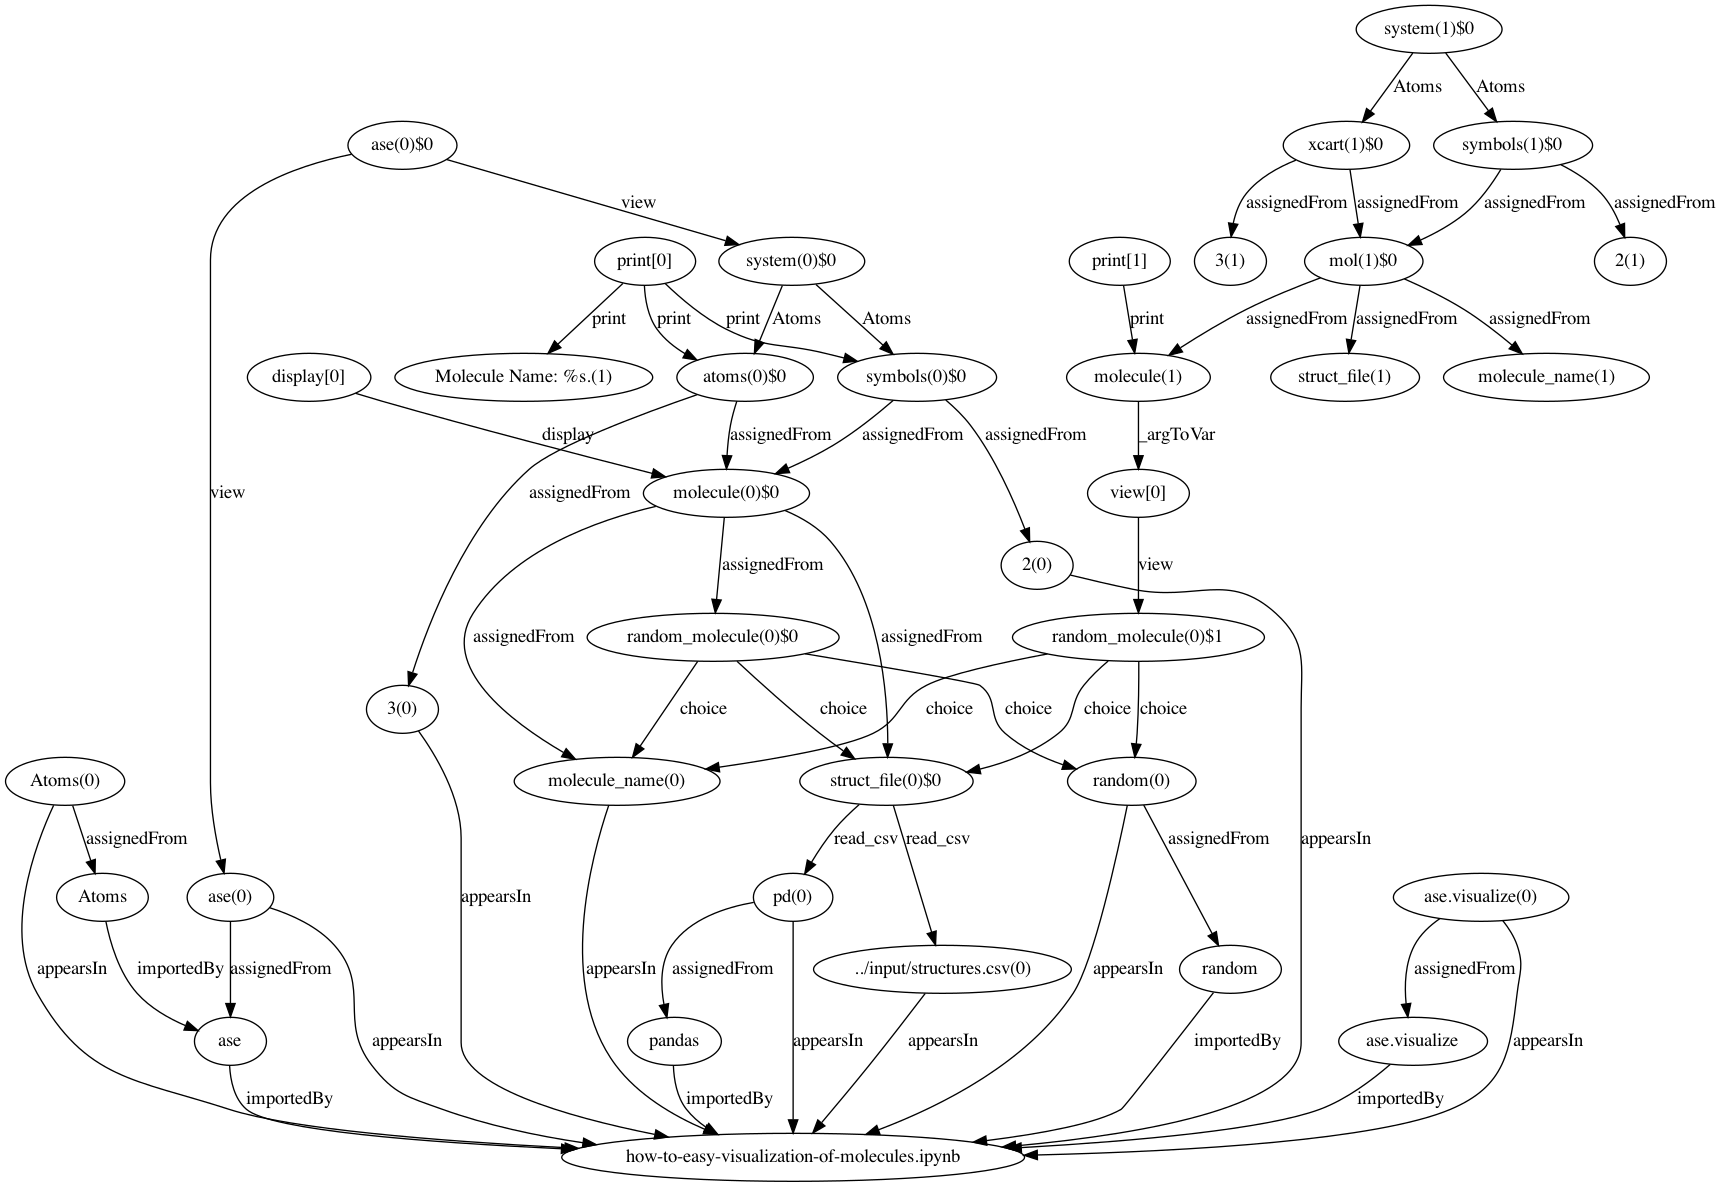 system(1)$0
Atoms
Atoms
ase(0)$0
xcart(1)$0
symbols(1)$0
view
assignedFrom
assignedFrom
assignedFrom
assignedFrom
print[0]
system(0)$0
print[1]
3(1)
mol(1)$0
2(1)
print
print
print
Atoms
Atoms
print
assignedFrom
assignedFrom
assignedFrom
display[0]
Molecule Name: %s.(1)
atoms(0)$0
symbols(0)$0
molecule(1)
struct_file(1)
molecule_name(1)
display
assignedFrom
assignedFrom
assignedFrom
_argToVar
view
assignedFrom
molecule(0)$0
view[0]
assignedFrom
2(0)
view
assignedFrom
random_molecule(0)$0
assignedFrom
random_molecule(0)$1
3(0)
choice
choice
choice
choice
choice
choice
Atoms(0)
molecule_name(0)
struct_file(0)$0
random(0)
assignedFrom
read_csv
read_csv
assignedFrom
appearsIn
Atoms
ase(0)
appearsIn
pd(0)
ase.visualize(0)
appearsIn
importedBy
assignedFrom
appearsIn
assignedFrom
../input/structures.csv(0)
appearsIn
random
assignedFrom
ase
appearsIn
pandas
appearsIn
appearsIn
importedBy
ase.visualize
appearsIn
importedBy
importedBy
importedBy
how-to-easy-visualization-of-molecules.ipynb